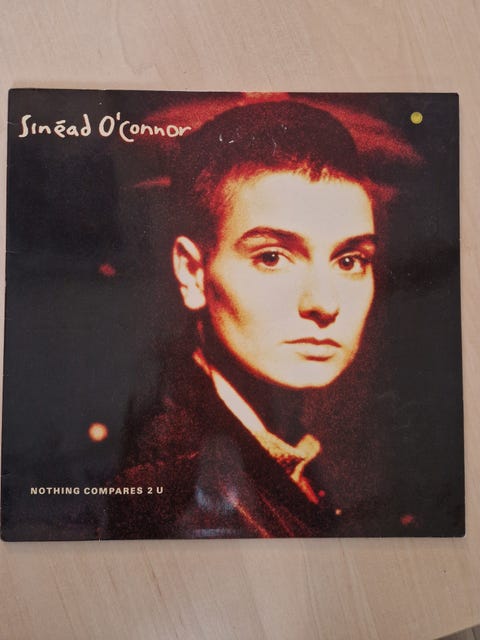 Sinéad O'Connor
NOTHING COMPARES 2 U